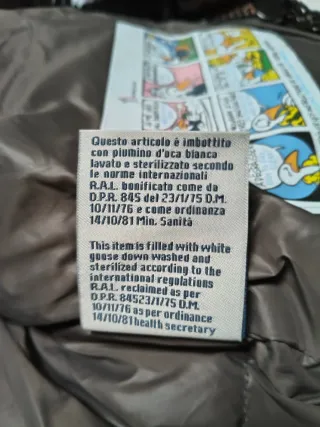 Questo articolo è imbottito
con piumino d'oca bianca
lavato e sterilizzato secondo
le norme internazionali
R.A.L. bonificato come da
D.P.R. 845 del 23/1/75 D.M.
10/11/76 e come ordinanza
14/10/81 Min. Sanità
This item is filled with white
goose down washed and
sterilized according to the
international regulations
R.A.L. reclaimed as per
D.P.R. 84523/1/75 D.M.
10/11/76 as per ordinance
14/10/81 health secretary